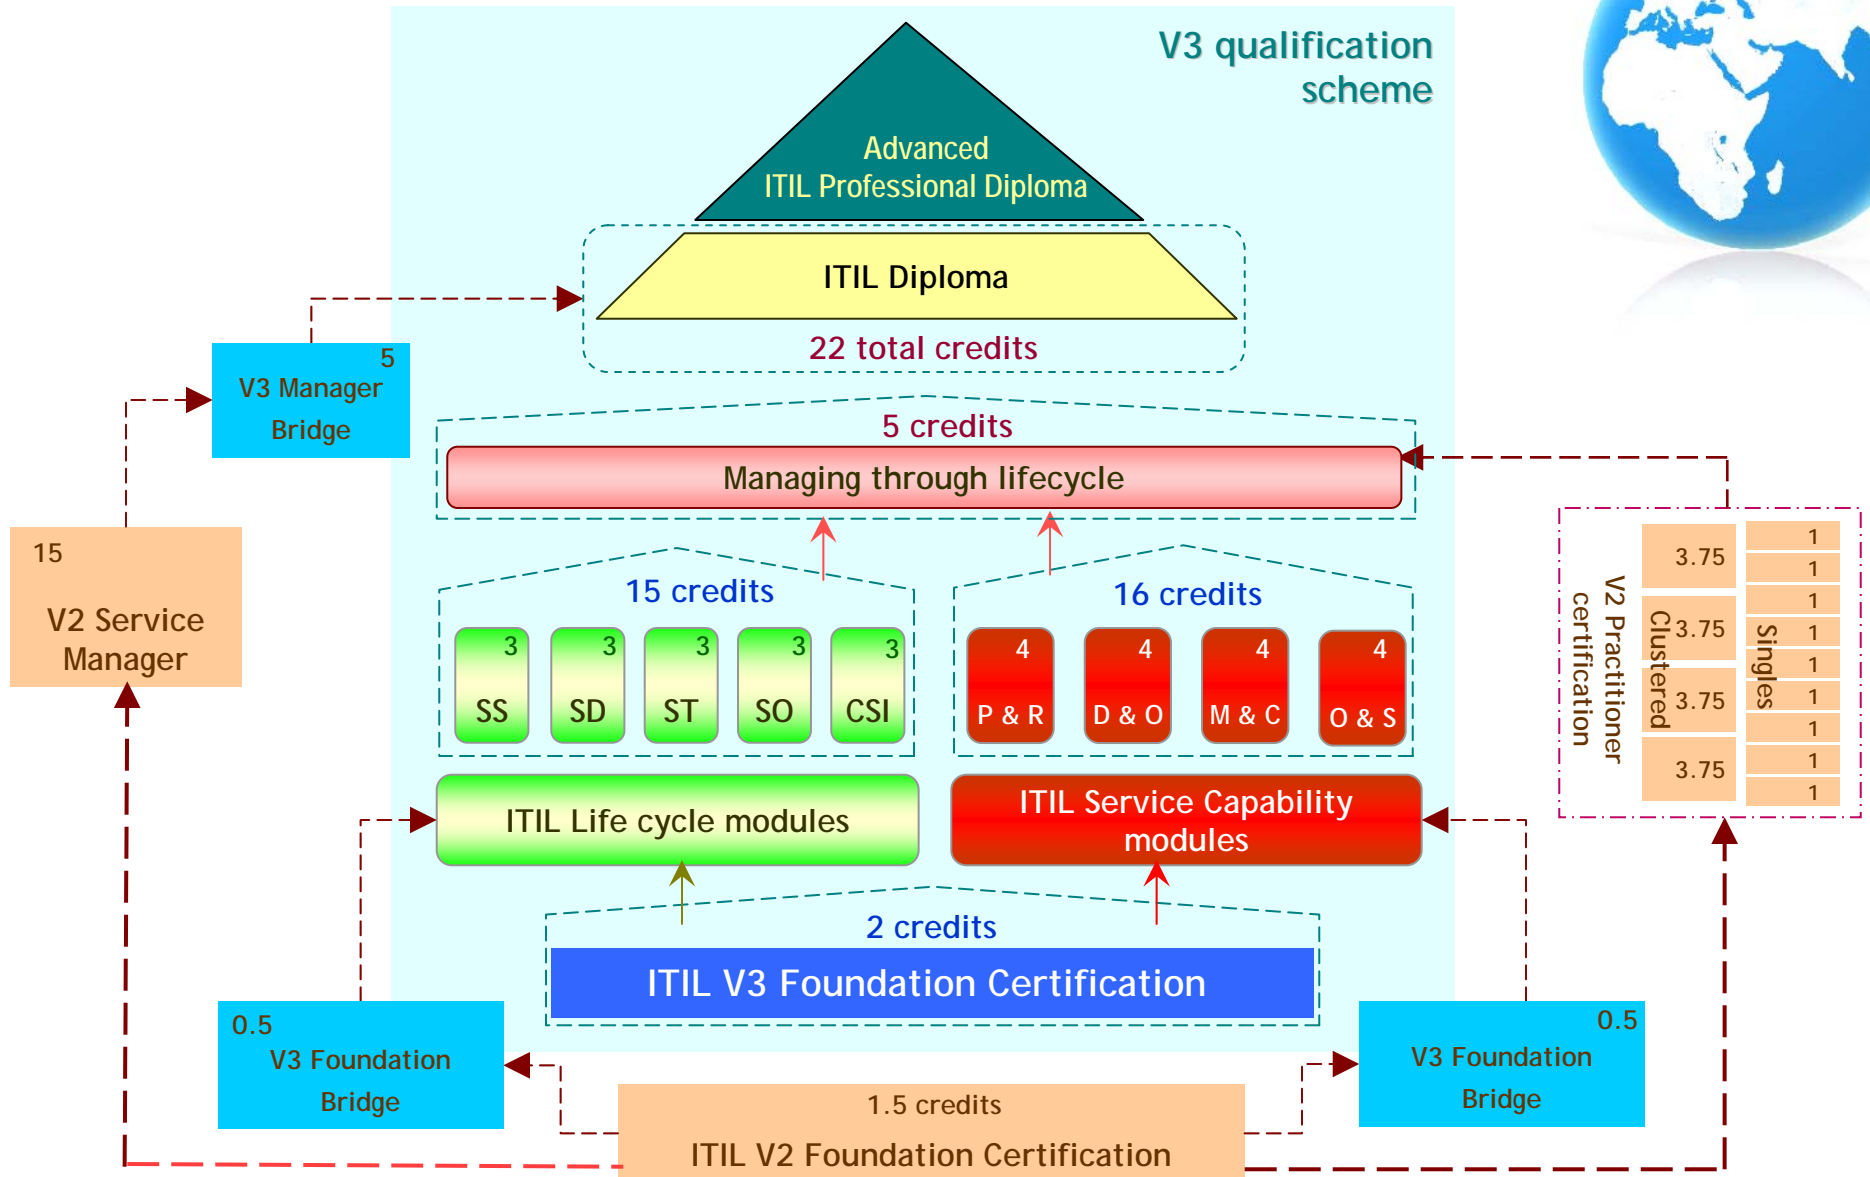 V3 qualification
scheme
Advanced
ITIL Professional Diploma
ITIL Diploma
22 total credits
5
V3 Manager
Bridge
5 credits
Managing through lifecycle
15
V2 Service
Manager
15 credits
3
SS
3
SD
3
ST
3
SO
3
CSI
16 credits
4
P & R
4
D & O
4
M & C
4
O & S
V2 Practitioner
certification
Clustered
3.75
3.75
3.75
3.75
Singles
1
1
1
1
1
1
1
1
1
ITIL Life cycle modules
ITIL Service Capability
modules
2 credits
ITIL V3 Foundation Certification
0.5
V3 Foundation
Bridge
0.5
V3 Foundation
Bridge
1.5 credits
ITIL V2 Foundation Certification